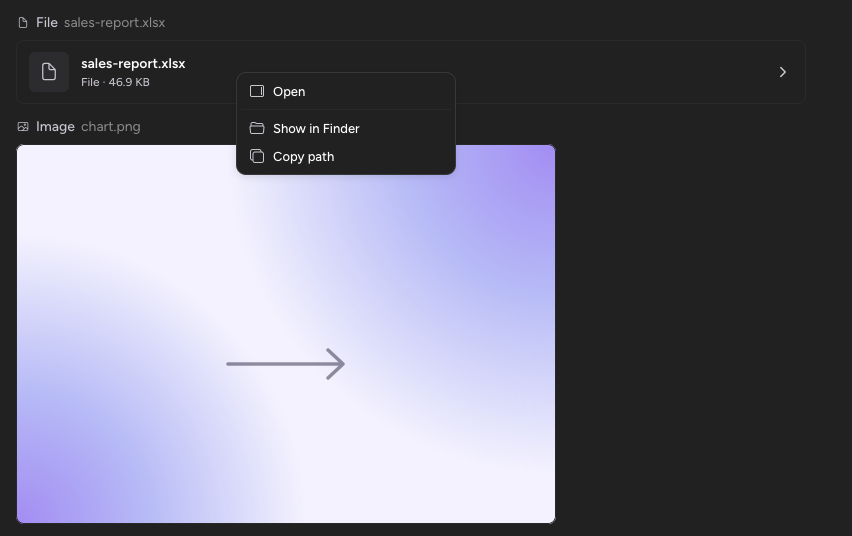 File sales-report.xlsx
sales-report.xlsx
File · 46.9 KB
Open
Show in Finder
Copy path
Image chart.png